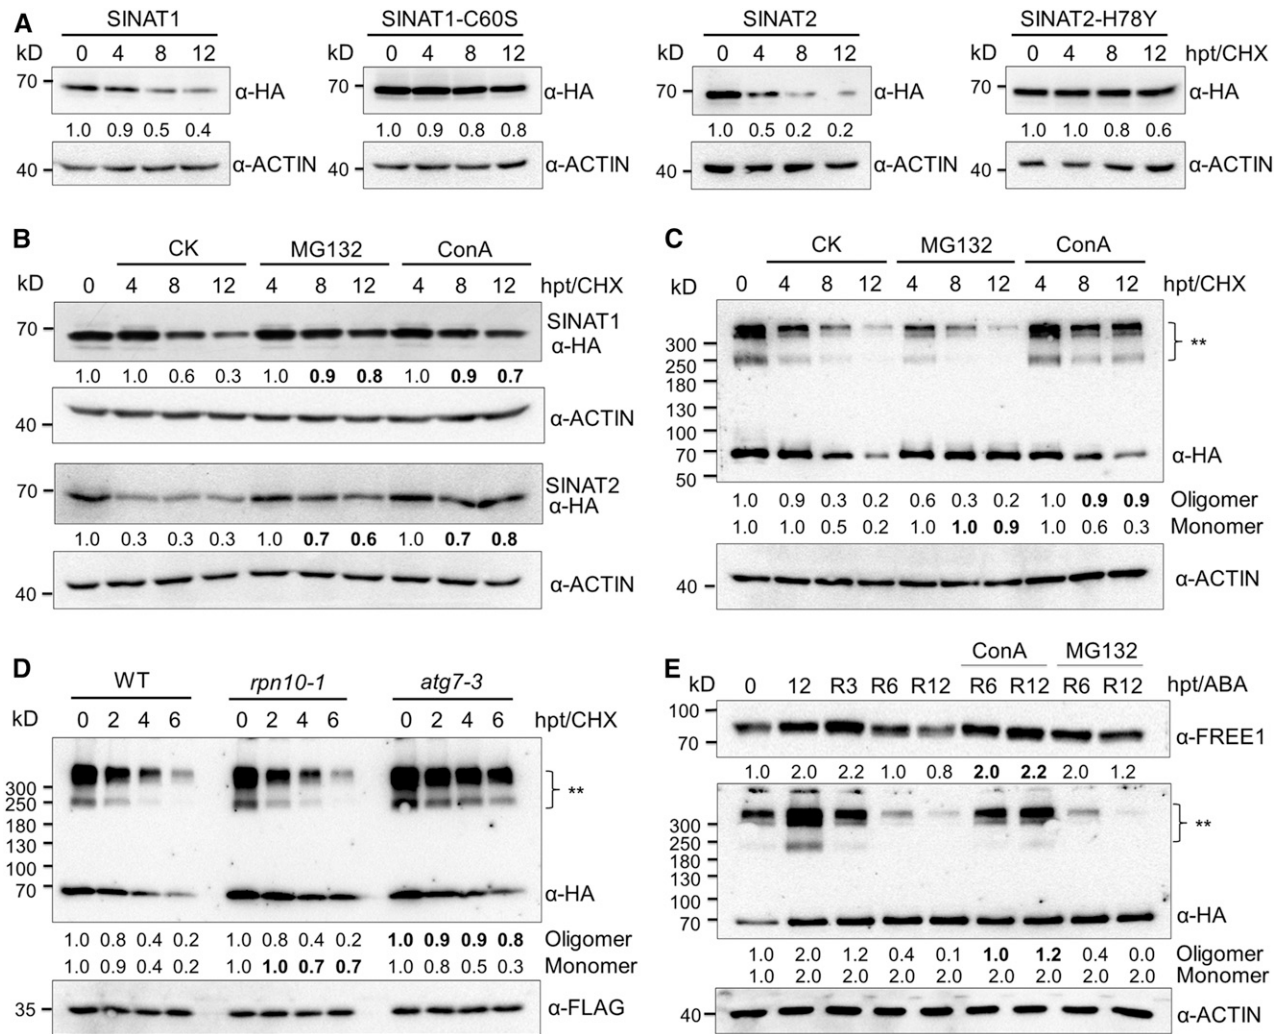 A
SINAT1 SINAT1-C60S SINAT2 SINAT2-H78Y
kD 0 4 8 12 kD 0 4 8 12 kD 0 4 8 12 kD 0 4 8 12 hpt/CHX
70 α-HA 70 α-HA 70 α-HA 70 α-HA
1.0 0.9 0.5 0.4 1.0 0.9 0.8 0.8 1.0 0.5 0.2 0.2 1.0 1.0 0.8 0.6
40 α-ACTIN 40 α-ACTIN 40 α-ACTIN 40 α-ACTIN
B
CK MG132 ConA
kD 0 4 8 12 4 8 12 4 8 12 hpt/CHX
70 SINAT1
α-HA
1.0 1.0 0.6 0.3 1.0 0.9 0.8 1.0 0.9 0.7
40 α-ACTIN
70 SINAT2
α-HA
1.0 0.3 0.3 0.3 1.0 0.7 0.6 1.0 0.7 0.8
40 α-ACTIN
C
CK MG132 ConA
kD 0 4 8 12 4 8 12 4 8 12 hpt/CHX
300 **
250
180
130
100
70 α-HA
50
1.0 0.9 0.3 0.2 0.6 0.3 0.2 1.0 0.9 0.9 Oligomer
1.0 1.0 0.5 0.2 1.0 1.0 0.9 1.0 0.6 0.3 Monomer
40 α-ACTIN
D
WT rpn10-1 atg7-3
kD 0 2 4 6 0 2 4 6 0 2 4 6 hpt/CHX
300 **
250
180
130
100
70 α-HA
1.0 0.8 0.4 0.2 1.0 0.8 0.4 0.2 1.0 0.9 0.9 0.8 Oligomer
1.0 0.9 0.4 0.2 1.0 1.0 0.7 0.7 1.0 0.8 0.5 0.3 Monomer
35 α-FLAG
E
ConA MG132
kD 0 12 R3 R6 R12 R6 R12 R6 R12 hpt/ABA
100
70 α-FREE1
1.0 2.0 2.2 1.0 0.8 2.0 2.2 2.0 1.2
300 **
250
180
130
100
70 α-HA
1.0 2.0 1.2 0.4 0.1 1.0 1.2 0.4 0.0 Oligomer
1.0 2.0 2.0 2.0 2.0 2.0 2.0 2.0 2.0 Monomer
40 α-ACTIN